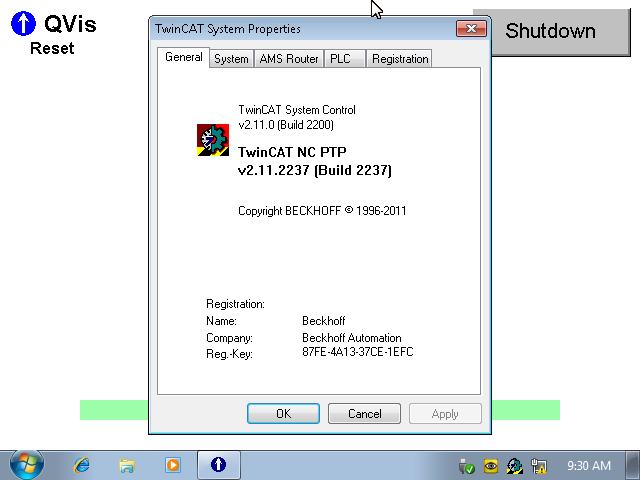 QVis
Reset
Shutdown
TwinCAT System Properties
General System AMS Router PLC Registration
TwinCAT System Control
v2.11.0 (Build 2200)
TwinCAT NC PTP
v2.11.2237 (Build 2237)
Copyright BECKHOFF © 1996-2011
Registration:
Name: Beckhoff
Company: Beckhoff Automation
Reg.-Key: 87FE-4A13-37CE-1EFC
OK Cancel Apply
9:30 AM